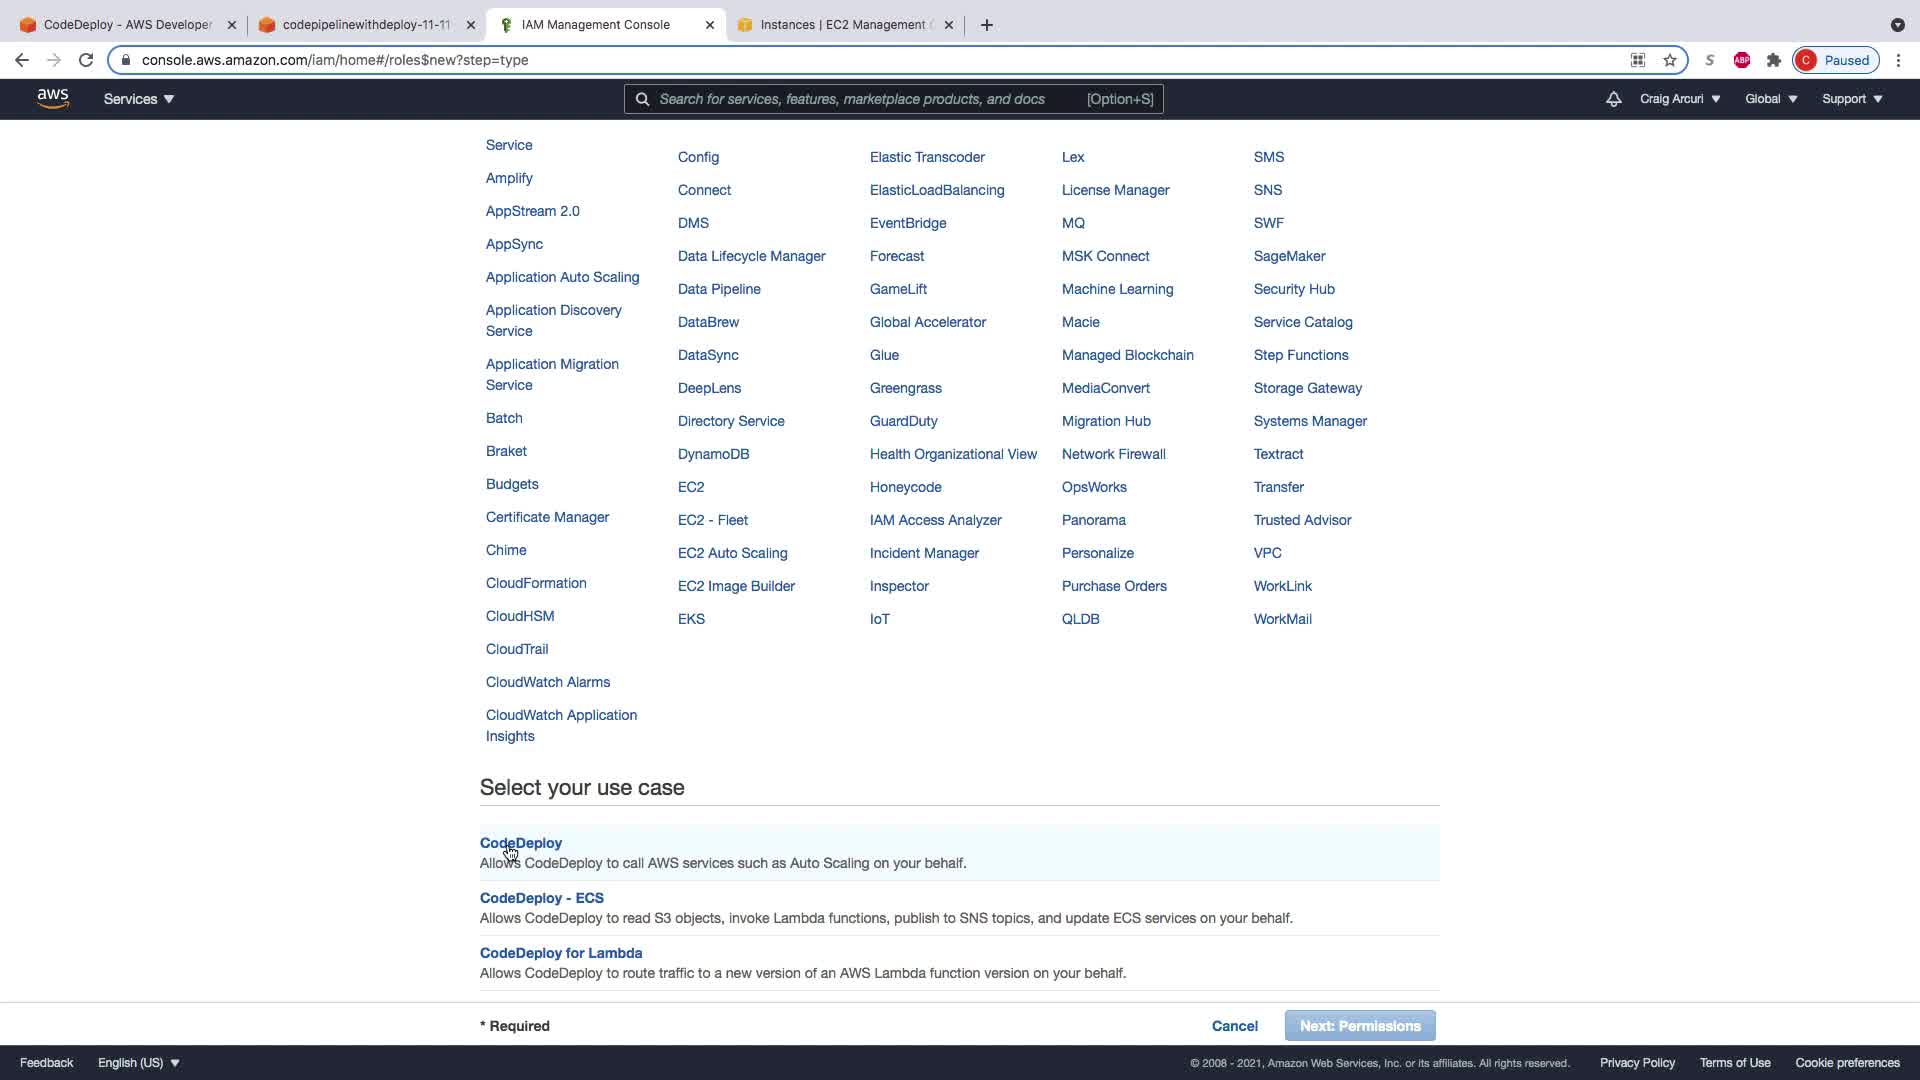 CodeDeploy - AWS Developer
codepipelinewithdeploy-11-11
IAM Management Console
Instances | EC2 Management C
console.aws.amazon.com/iam/home#/roles$new?step=type
S
ABP
C
Paused
aws
Services
Search for services, features, marketplace products, and docs
[Option+S]
Craig Arcuri
Global
Support
Service
Amplify
AppStream 2.0
AppSync
Application Auto Scaling
Application Discovery
Service
Application Migration
Service
Batch
Braket
Budgets
Certificate Manager
Chime
CloudFormation
CloudHSM
CloudTrail
CloudWatch Alarms
CloudWatch Application
Insights
Config
Connect
DMS
Data Lifecycle Manager
Data Pipeline
DataBrew
DataSync
DeepLens
Directory Service
DynamoDB
EC2
EC2 - Fleet
EC2 Auto Scaling
EC2 Image Builder
EKS
Elastic Transcoder
ElasticLoadBalancing
EventBridge
Forecast
GameLift
Global Accelerator
Glue
Greengrass
GuardDuty
Health Organizational View
Honeycode
IAM Access Analyzer
Incident Manager
Inspector
IoT
Lex
License Manager
MQ
MSK Connect
Machine Learning
Macie
Managed Blockchain
MediaConvert
Migration Hub
Network Firewall
OpsWorks
Panorama
Personalize
Purchase Orders
QLDB
SMS
SNS
SWF
SageMaker
Security Hub
Service Catalog
Step Functions
Storage Gateway
Systems Manager
Textract
Transfer
Trusted Advisor
VPC
WorkLink
WorkMail
Select your use case
CodeDeploy
Allows CodeDeploy to call AWS services such as Auto Scaling on your behalf.
CodeDeploy - ECS
Allows CodeDeploy to read S3 objects, invoke Lambda functions, publish to SNS topics, and update ECS services on your behalf.
CodeDeploy for Lambda
Allows CodeDeploy to route traffic to a new version of an AWS Lambda function version on your behalf.
* Required
Cancel
Next: Permissions
Feedback
English (US)
© 2008 - 2021, Amazon Web Services, Inc. or its affiliates. All rights reserved.
Privacy Policy
Terms of Use
Cookie preferences